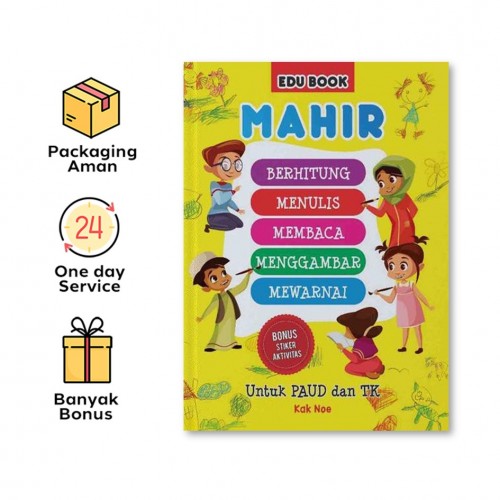 Packaging
Aman
24
One day
Service
Banyak
Bonus
EDU BOOK
MAHIR
BERHITUNG
MENULIS
MEMBACA
MENGGAMBAR
MEWARNAI
BONUS
STIKER
AKTIVITAS
Untuk PAUD dan TK
Kak Noe